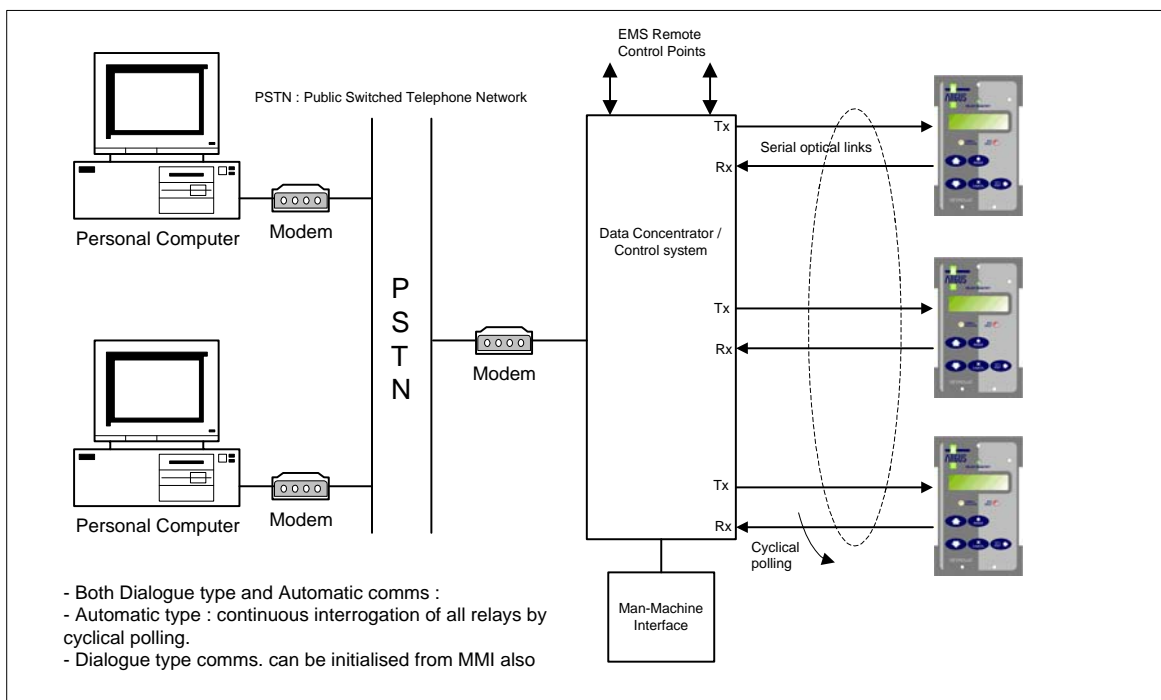 EMS Remote
Control Points
PSTN : Public Switched Telephone Network
Tx
Serial optical links
Rx
Personal Computer
Modem
Data Concentrator /
Control system
P
S
T
N
Tx
Rx
Modem
Tx
Rx
Personal Computer
Modem
Cyclical
polling
Man-Machine
Interface
- Both Dialogue type and Automatic comms :
- Automatic type : continuous interrogation of all relays by
cyclical polling.
- Dialogue type comms. can be initialised from MMI also
ARGUS
ARGUS
ARGUS